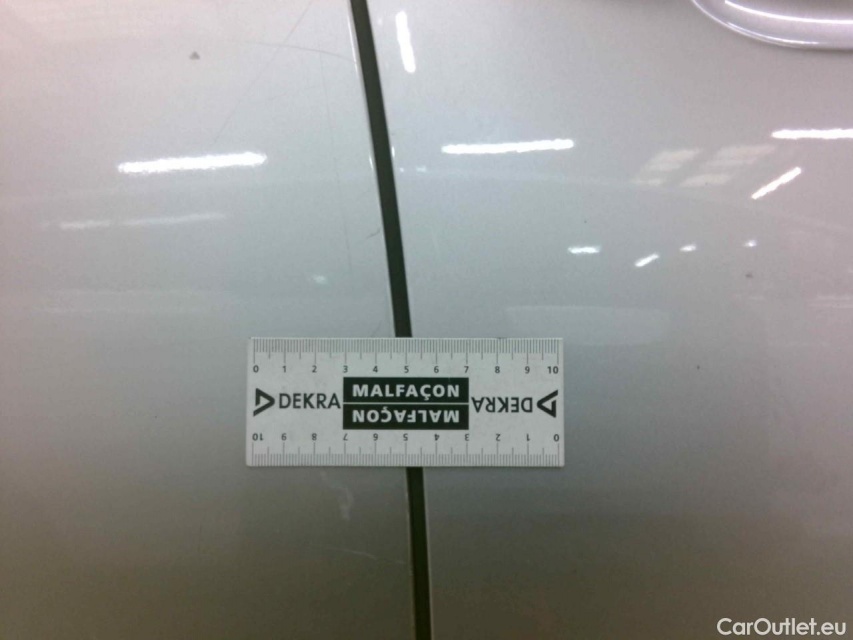 0 1 2 3 4 5 6 7 8 9 10
DEKRA MALFAÇON DEKRA
MALFAÇON
10 9 8 7 6 5 4 3 2 1 0
CarOutlet.eu